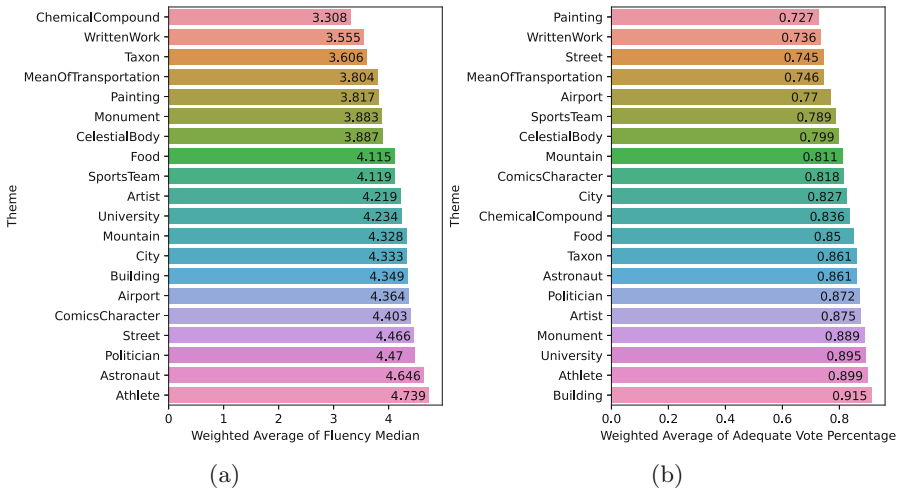 ChemicalCompound 3.308
WrittenWork 3.555
Taxon 3.606
MeanOfTransportation 3.804
Painting 3.817
Monument 3.883
CelestialBody 3.887
Food 4.115
SportsTeam 4.119
Artist 4.219
University 4.234
Mountain 4.328
City 4.333
Building 4.349
Airport 4.364
ComicsCharacter 4.403
Street 4.466
Politician 4.47
Astronaut 4.646
Athlete 4.739
Theme
0 1 2 3 4
Weighted Average of Fluency Median
(a)
Painting 0.727
WrittenWork 0.736
Street 0.745
MeanOfTransportation 0.746
Airport 0.77
SportsTeam 0.789
CelestialBody 0.799
Mountain 0.811
ComicsCharacter 0.818
City 0.827
ChemicalCompound 0.836
Food 0.85
Taxon 0.861
Astronaut 0.861
Politician 0.872
Artist 0.875
Monument 0.889
University 0.895
Athlete 0.899
Building 0.915
Theme
0.0 0.2 0.4 0.6 0.8
Weighted Average of Adequate Vote Percentage
(b)